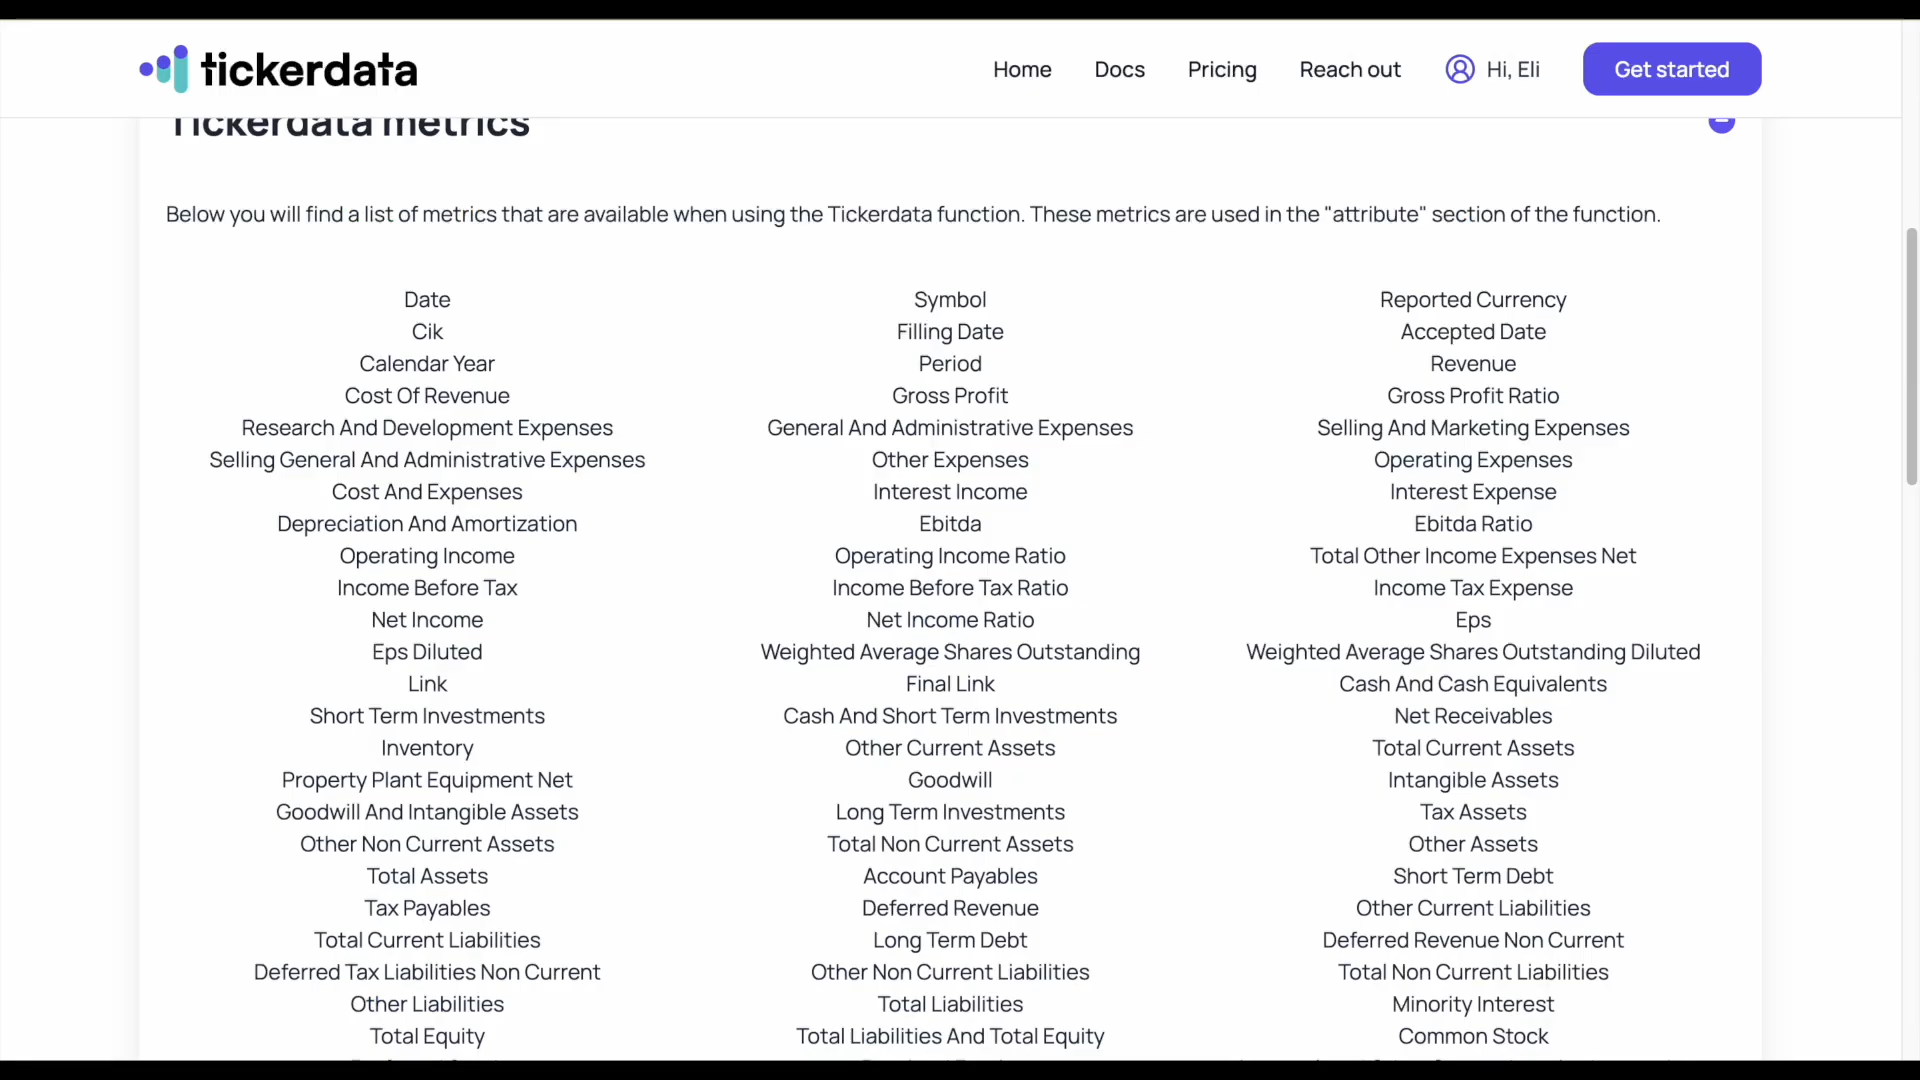 tickerdata
Home Docs Pricing Reach out Hi, Eli Get started
Tickerdata metrics
Below you will find a list of metrics that are available when using the Tickerdata function. These metrics are used in the "attribute" section of the function.
Date Symbol Reported Currency
Cik Filling Date Accepted Date
Calendar Year Period Revenue
Cost Of Revenue Gross Profit Gross Profit Ratio
Research And Development Expenses General And Administrative Expenses Selling And Marketing Expenses
Selling General And Administrative Expenses Other Expenses Operating Expenses
Cost And Expenses Interest Income Interest Expense
Depreciation And Amortization Ebitda Ebitda Ratio
Operating Income Operating Income Ratio Total Other Income Expenses Net
Income Before Tax Income Before Tax Ratio Income Tax Expense
Net Income Net Income Ratio Eps
Eps Diluted Weighted Average Shares Outstanding Weighted Average Shares Outstanding Diluted
Link Final Link Cash And Cash Equivalents
Short Term Investments Cash And Short Term Investments Net Receivables
Inventory Other Current Assets Total Current Assets
Property Plant Equipment Net Goodwill Intangible Assets
Goodwill And Intangible Assets Long Term Investments Tax Assets
Other Non Current Assets Total Non Current Assets Other Assets
Total Assets Account Payables Short Term Debt
Tax Payables Deferred Revenue Other Current Liabilities
Total Current Liabilities Long Term Debt Deferred Revenue Non Current
Deferred Tax Liabilities Non Current Other Non Current Liabilities Total Non Current Liabilities
Other Liabilities Total Liabilities Minority Interest
Total Equity Total Liabilities And Total Equity Common Stock